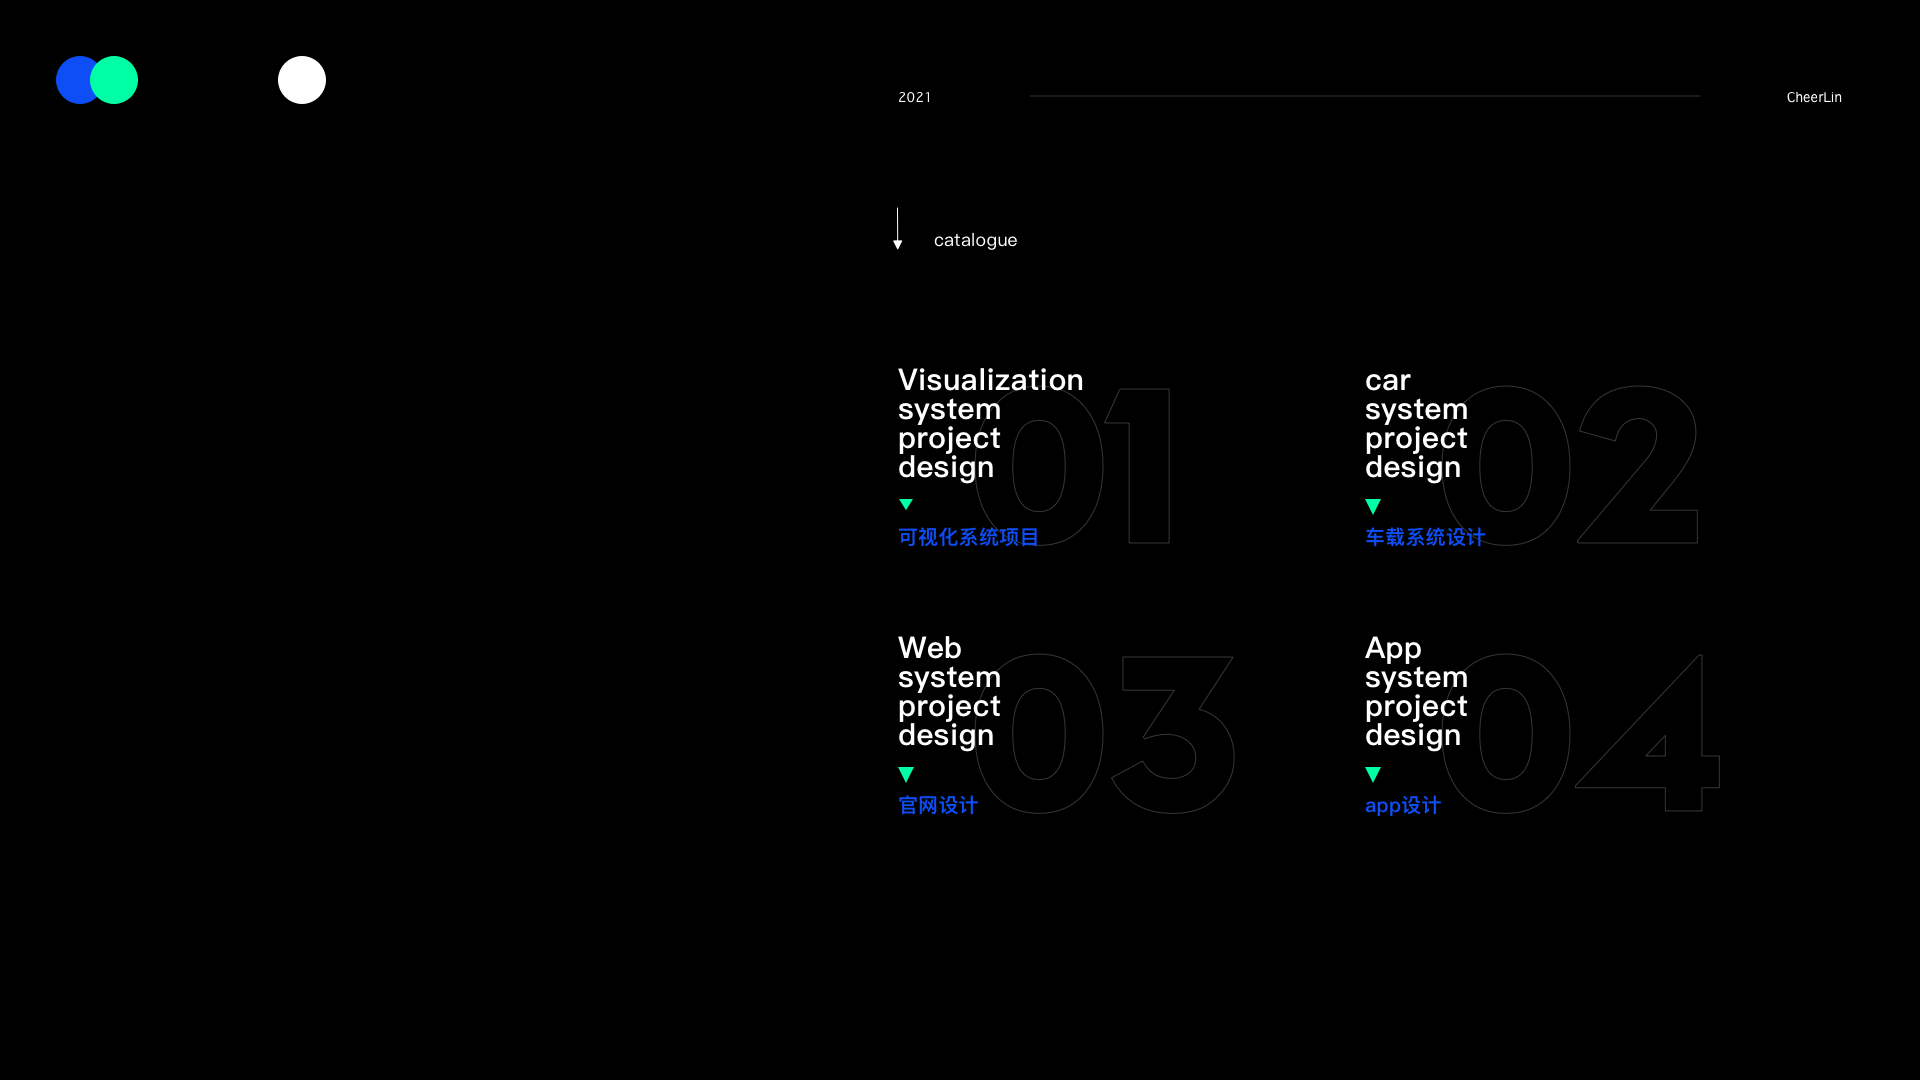 2021
CheerLin
catalogue
Visualization
system
project
design
01
可视化系统项目
car
system
project
design
02
车载系统设计
Web
system
project
design
03
官网设计
App
system
project
design
04
app设计